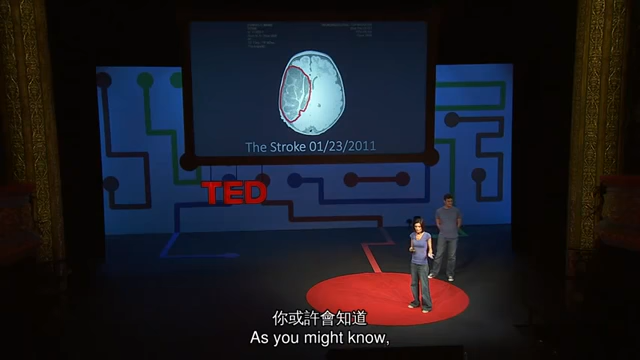 The Stroke 01/23/2011
TED
你或許會知道
As you might know,